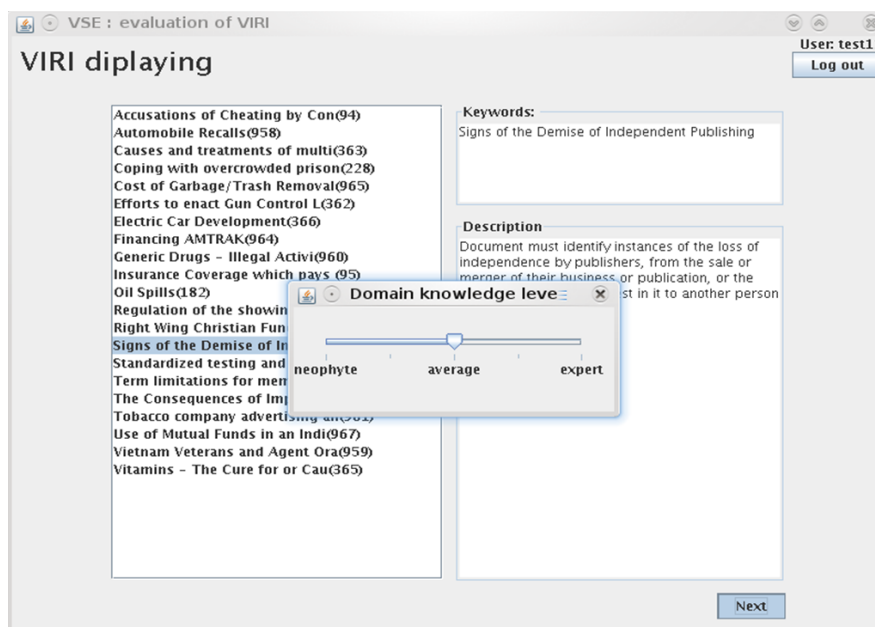 VSE : evaluation of VIRI
User: test1
VIRI diplaying
Log out
Accusations of Cheating by Con(94)
Automobile Recalls(958)
Causes and treatments of multi(363)
Coping with overcrowded prison(228)
Cost of Garbage/Trash Removal(965)
Efforts to enact Gun Control L(362)
Electric Car Development(366)
Financing AMTRAK(964)
Generic Drugs - Illegal Activi(960)
Insurance Coverage which pays (95)
Oil Spills(182)
Regulation of the showin
Right Wing Christian Fun
Signs of the Demise of In
Standardized testing and
Term limitations for mem
The Consequences of Imp
Tobacco company advertising an(961)
Use of Mutual Funds in an Indi(967)
Vietnam Veterans and Agent Ora(959)
Vitamins - The Cure for or Cau(365)
Keywords:
Signs of the Demise of Independent Publishing
Description
Document must identify instances of the loss of
independence by publishers, from the sale or
merger of their business or publication, or the
st in it to another person
Domain knowledge leve
neophyte average expert
Next